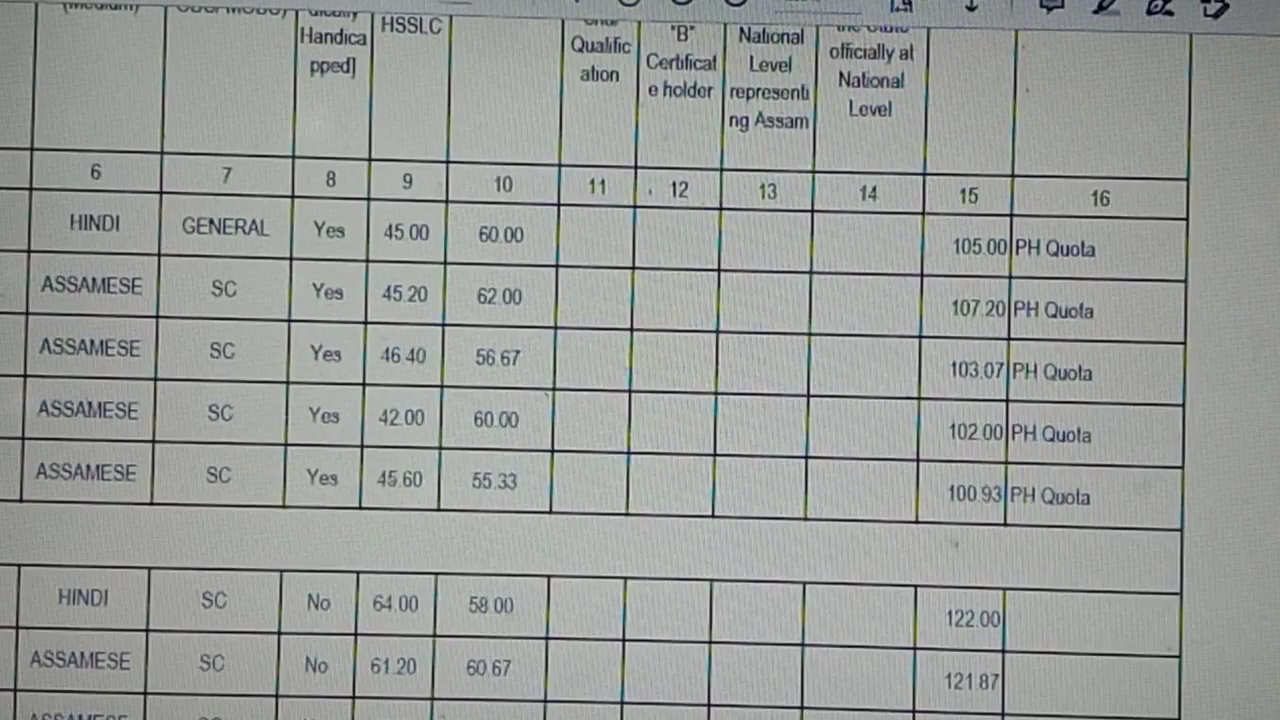 HSSLC
Handica
pped]
Qualific
ation
"B"
Certificat
e holder
National
Level
representi
ng Assam
officially at
National
Level
6 7 8 9 10 11 12 13 14 15 16
HINDI GENERAL Yes 45.00 60.00 105.00 PH Quota
ASSAMESE SC Yes 45.20 62.00 107.20 PH Quota
ASSAMESE SC Yes 46.40 56.67 103.07 PH Quota
ASSAMESE SC Yes 42.00 60.00 102.00 PH Quota
ASSAMESE SC Yes 45.60 55.33 100.93 PH Quota
HINDI SC No 64.00 58.00 122.00
ASSAMESE SC No 61.20 60.67 121.87